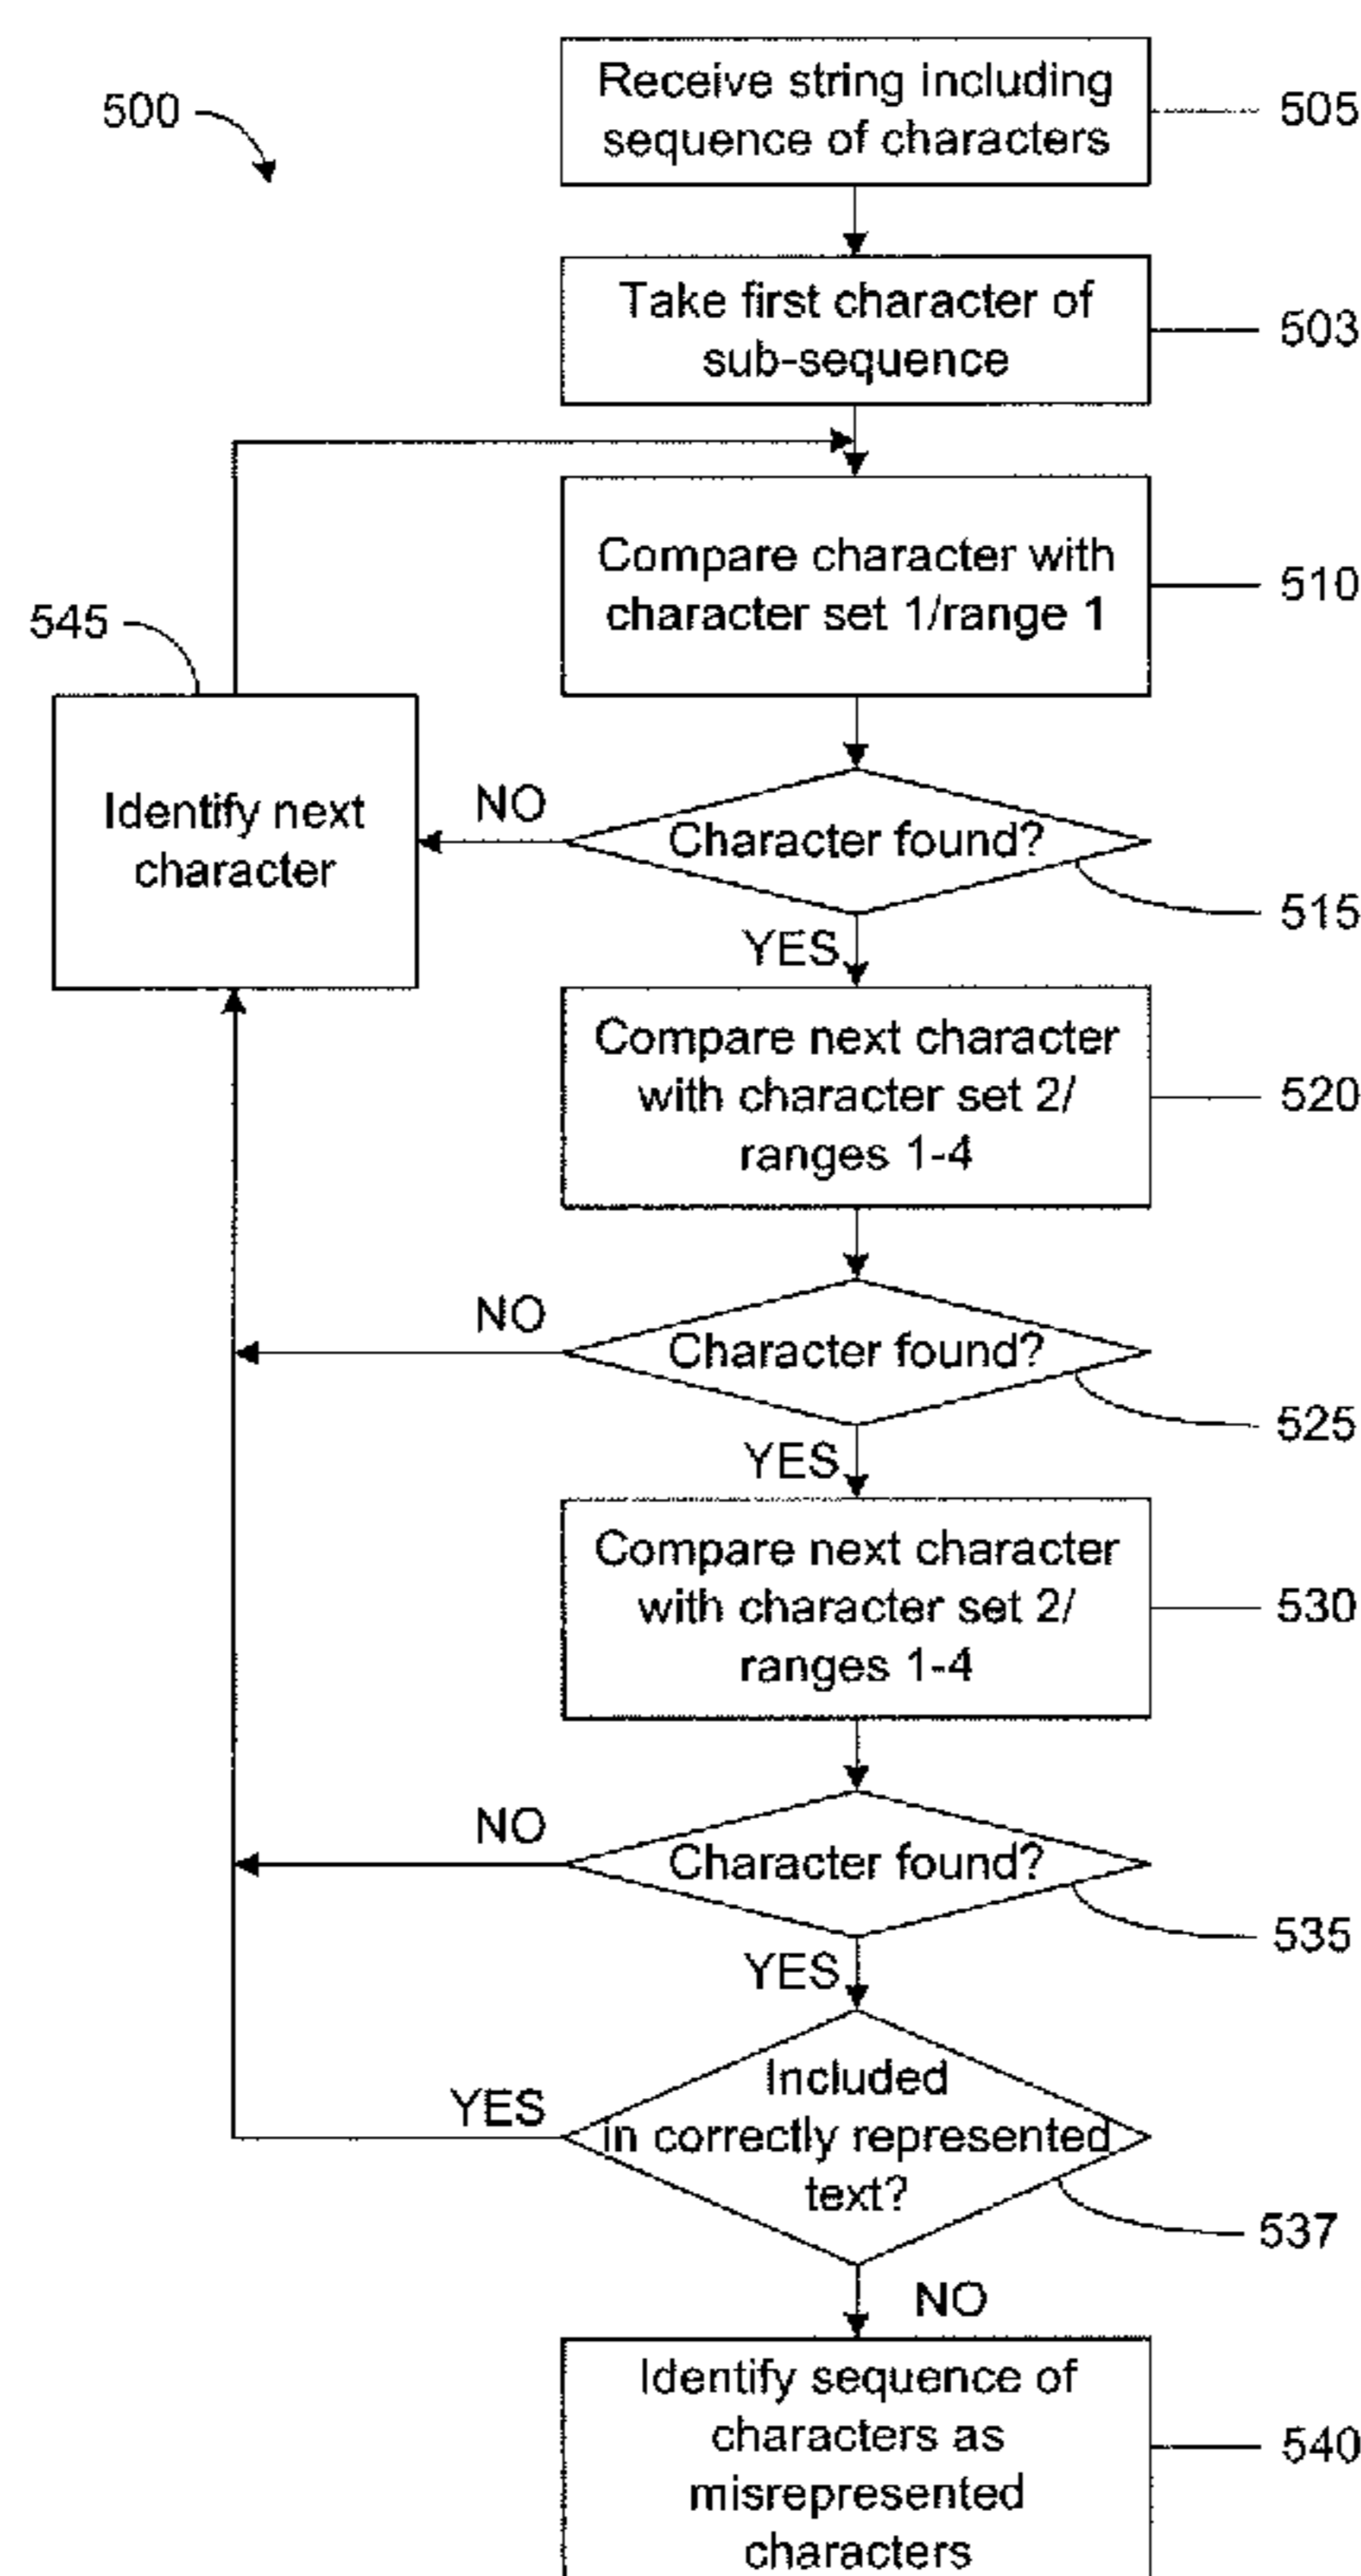 500
Receive string including
sequence of characters
505
Take first character of
sub-sequence
503
Compare character with
character set 1/range 1
510
545
Identify next
character
NO
Character found?
515
YES
Compare next character
with character set 2/
ranges 1-4
520
NO
Character found?
525
YES
Compare next character
with character set 2/
ranges 1-4
530
NO
Character found?
535
YES
Included
in correctly represented
text?
YES
537
NO
Identify sequence of
characters as
misrepresented
characters
540